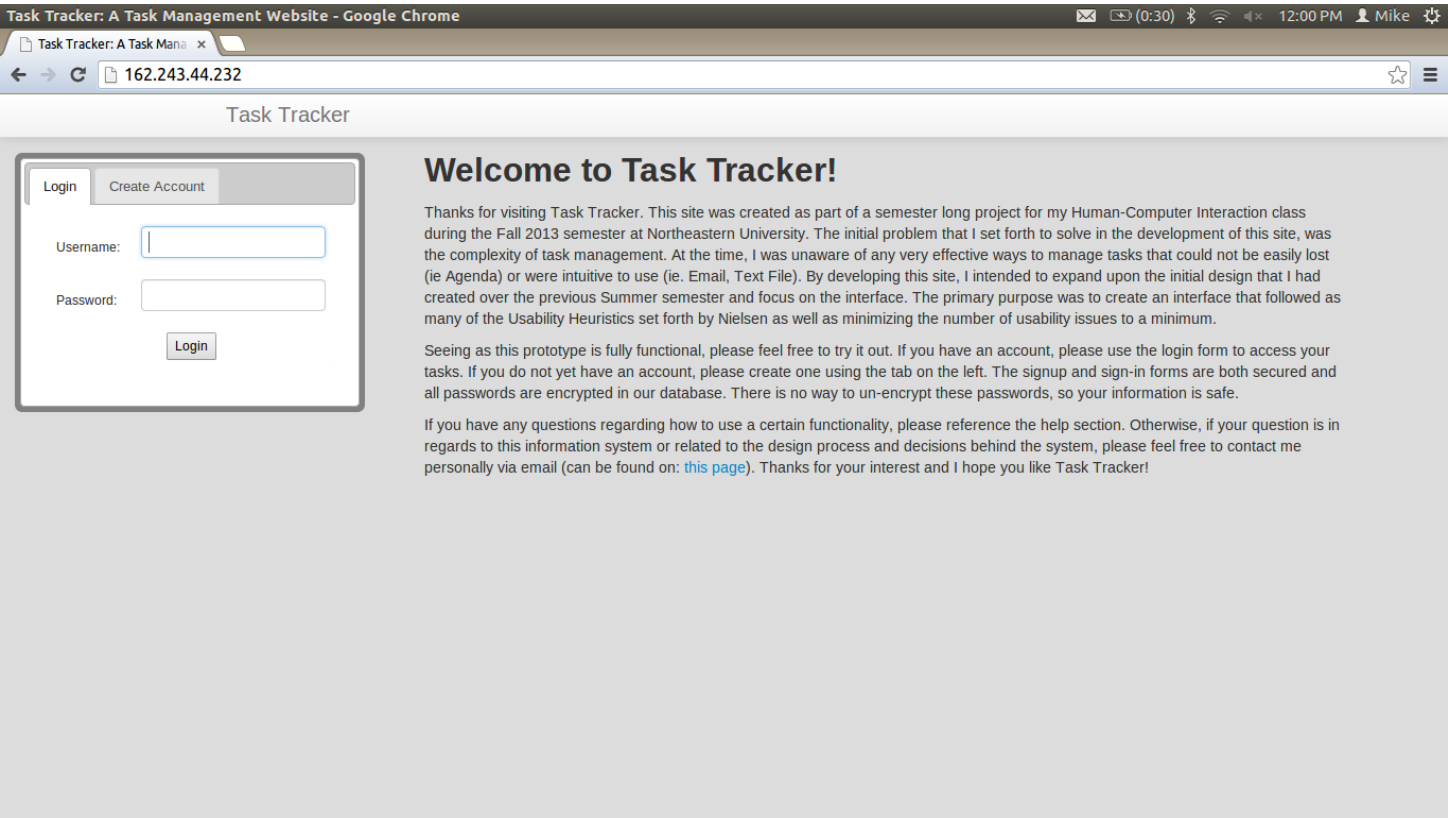 Task Tracker: A Task Management Website - Google Chrome
(0:30) 12:00 PM Mike
Task Tracker: A Task Mana
162.243.44.232
Task Tracker
Login
Create Account
Username:
Password:
Login
Welcome to Task Tracker!
Thanks for visiting Task Tracker. This site was created as part of a semester long project for my Human-Computer Interaction class
during the Fall 2013 semester at Northeastern University. The initial problem that I set forth to solve in the development of this site, was
the complexity of task management. At the time, I was unaware of any very effective ways to manage tasks that could not be easily lost
(ie Agenda) or were intuitive to use (ie. Email, Text File). By developing this site, I intended to expand upon the initial design that I had
created over the previous Summer semester and focus on the interface. The primary purpose was to create an interface that followed as
many of the Usability Heuristics set forth by Nielsen as well as minimizing the number of usability issues to a minimum.
Seeing as this prototype is fully functional, please feel free to try it out. If you have an account, please use the login form to access your
tasks. If you do not yet have an account, please create one using the tab on the left. The signup and sign-in forms are both secured and
all passwords are encrypted in our database. There is no way to un-encrypt these passwords, so your information is safe.
If you have any questions regarding how to use a certain functionality, please reference the help section. Otherwise, if your question is in
regards to this information system or related to the design process and decisions behind the system, please feel free to contact me
personally via email (can be found on: this page). Thanks for your interest and I hope you like Task Tracker!